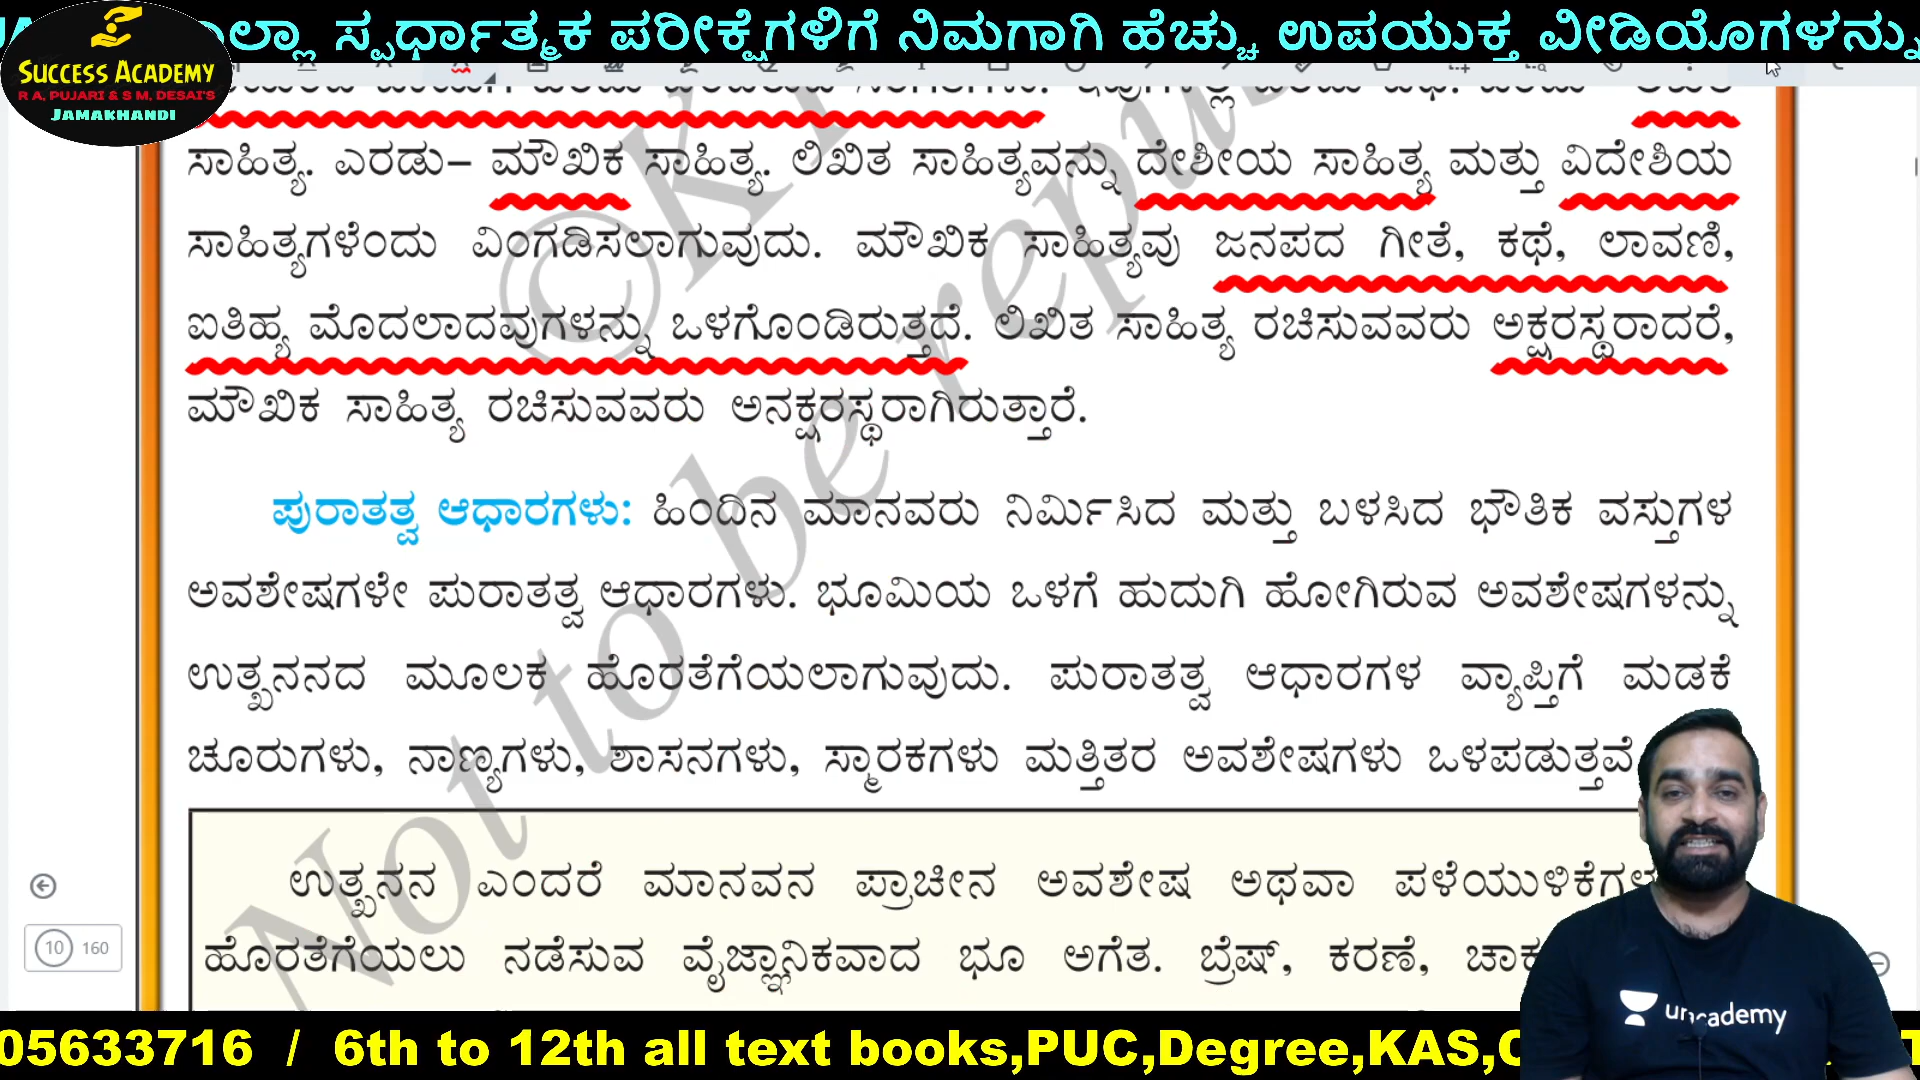 ಎಲ್ಲಾ ಸ್ಪರ್ಧಾತ್ಮಕ ಪರೀಕ್ಷೆಗಳಿಗೆ ನಿಮಗಾಗಿ ಹೆಚ್ಚು ಉಪಯುಕ್ತ ವೀಡಿಯೊಗಳನ್ನು
SUCCESS ACADEMY
R A, PUJARI & S M, DESAI'S
JAMAKHANDI
ಸಾಹಿತ್ಯ. ಎರಡು– ಮೌಖಿಕ ಸಾಹಿತ್ಯ. ಲಿಖಿತ ಸಾಹಿತ್ಯವನ್ನು ದೇಶೀಯ ಸಾಹಿತ್ಯ ಮತ್ತು ವಿದೇಶಿಯ
ಸಾಹಿತ್ಯಗಳೆಂದು ವಿಂಗಡಿಸಲಾಗುವುದು. ಮೌಖಿಕ ಸಾಹಿತ್ಯವು ಜನಪದ ಗೀತೆ, ಕಥೆ, ಲಾವಣಿ,
ಐತಿಹ್ಯ ಮೊದಲಾದವುಗಳನ್ನು ಒಳಗೊಂಡಿರುತ್ತದೆ. ಲಿಖಿತ ಸಾಹಿತ್ಯ ರಚಿಸುವವರು ಅಕ್ಷರಸ್ಥರಾದರೆ,
ಮೌಖಿಕ ಸಾಹಿತ್ಯ ರಚಿಸುವವರು ಅನಕ್ಷರಸ್ಥರಾಗಿರುತ್ತಾರೆ.
ಪುರಾತತ್ವ ಆಧಾರಗಳು: ಹಿಂದಿನ ಮಾನವರು ನಿರ್ಮಿಸಿದ ಮತ್ತು ಬಳಸಿದ ಭೌತಿಕ ವಸ್ತುಗಳ
ಅವಶೇಷಗಳೇ ಪುರಾತತ್ವ ಆಧಾರಗಳು. ಭೂಮಿಯ ಒಳಗೆ ಹುದುಗಿ ಹೋಗಿರುವ ಅವಶೇಷಗಳನ್ನು
ಉತ್ಖನನದ ಮೂಲಕ ಹೊರತೆಗೆಯಲಾಗುವುದು. ಪುರಾತತ್ವ ಆಧಾರಗಳ ವ್ಯಾಪ್ತಿಗೆ ಮಡಕೆ
ಚೂರುಗಳು, ನಾಣ್ಯಗಳು, ಶಾಸನಗಳು, ಸ್ಮಾರಕಗಳು ಮತ್ತಿತರ ಅವಶೇಷಗಳು ಒಳಪಡುತ್ತವೆ
ಉತ್ಖನನ ಎಂದರೆ ಮಾನವನ ಪ್ರಾಚೀನ ಅವಶೇಷ ಅಥವಾ ಪಳೆಯುಳಿಕೆಗಳ
ಹೊರತೆಗೆಯಲು ನಡೆಸುವ ವೈಜ್ಞಾನಿಕವಾದ ಭೂ ಅಗೆತ. ಬ್ರೆಷ್, ಕರಣೆ, ಚಾಕ
Not to be
10 160
unacademy
05633716 / 6th to 12th all text books,PUC,Degree,KAS,